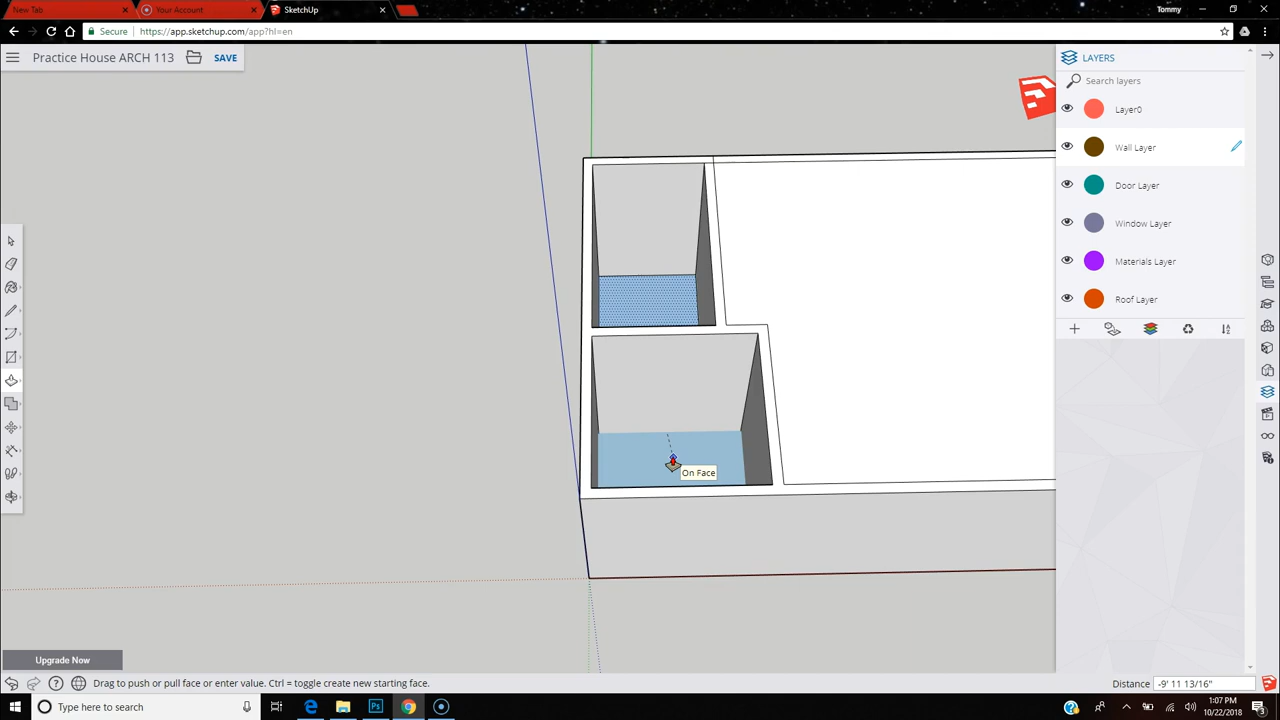 New Tab
Your Account
SketchUp
Tommy
Secure https://app.sketchup.com/app?hl=en
Practice House ARCH 113
SAVE
LAYERS
Search layers
Layer0
Wall Layer
Door Layer
Window Layer
Materials Layer
Roof Layer
On Face
Upgrade Now
Drag to push or pull face or enter value. Ctrl = toggle create new starting face.
Distance -9' 11 13/16"
Type here to search
Ps
1:07 PM
10/22/2018